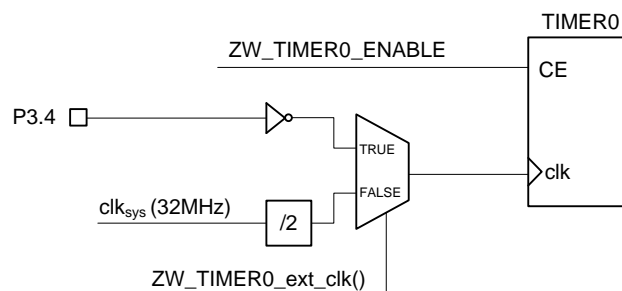 TIMER0
ZW_TIMER0_ENABLE
CE
P3.4
TRUE
clk
FALSE
clksys (32MHz)
/2
ZW_TIMER0_ext_clk()